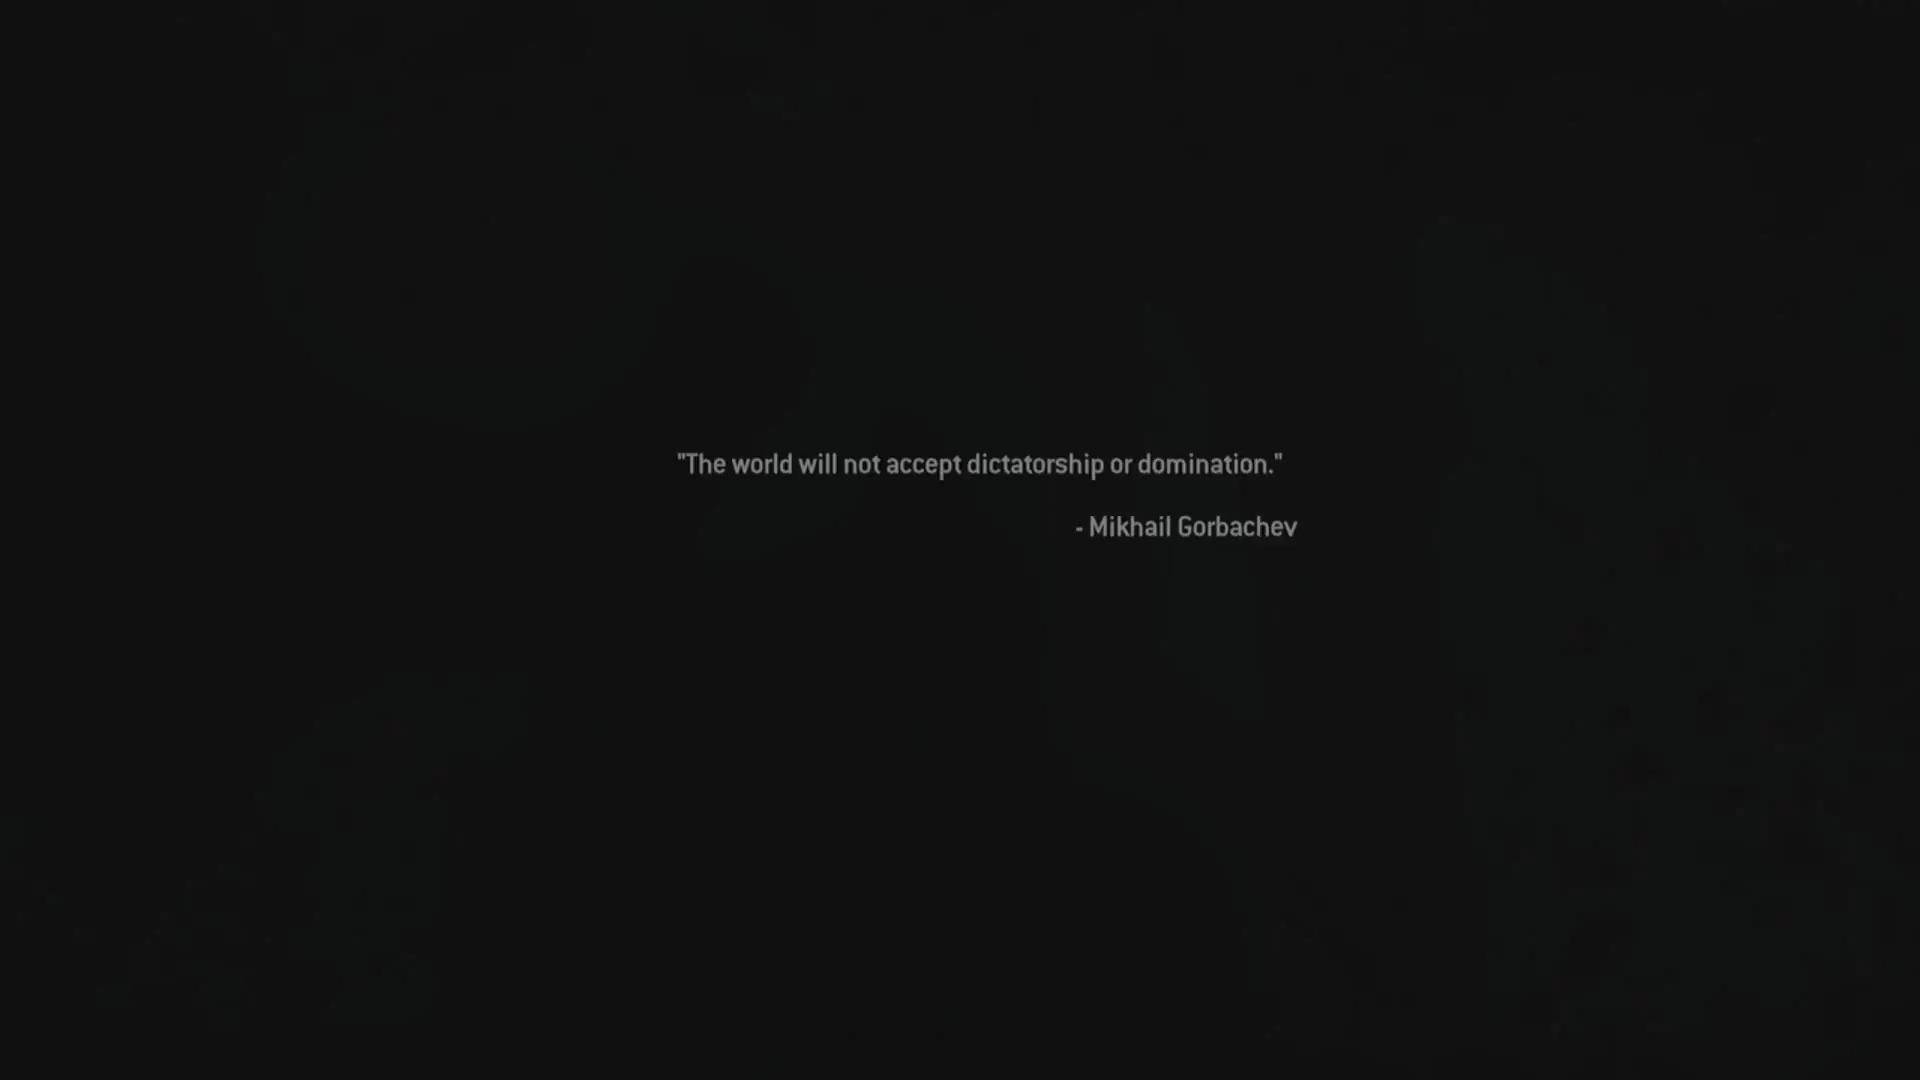 "The world will not accept dictatorship or domination."
- Mikhail Gorbachev